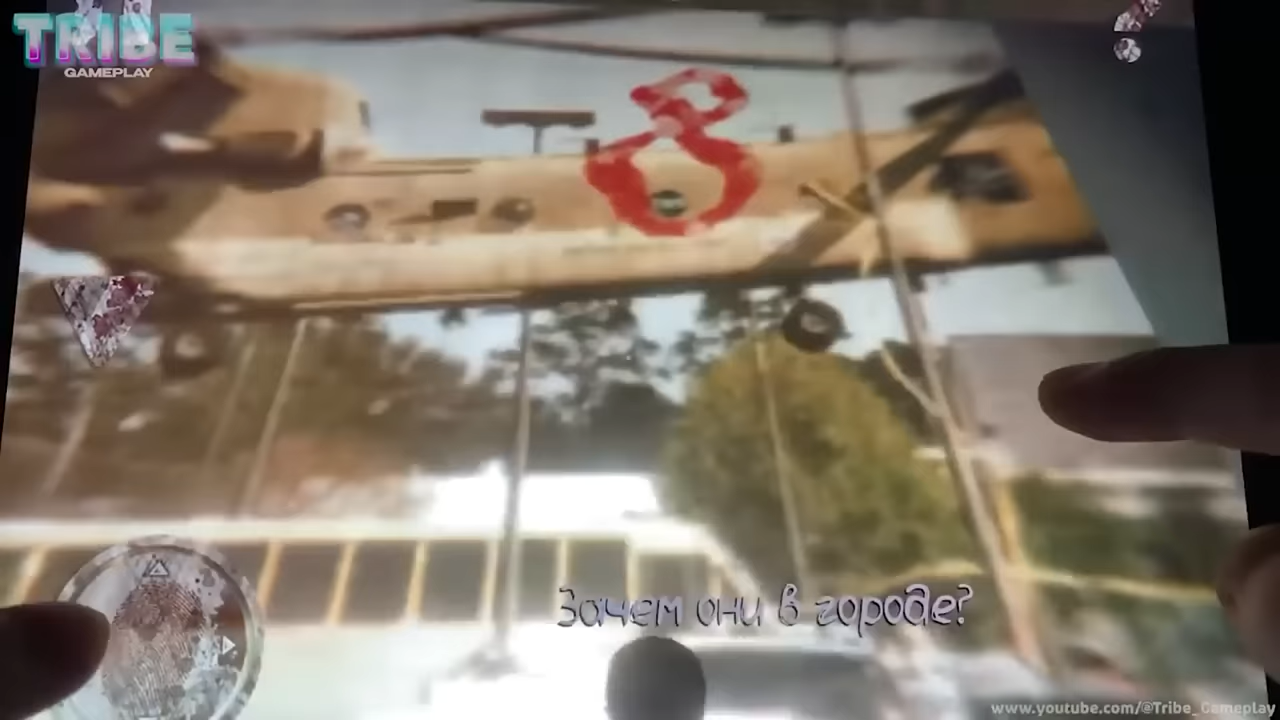 TRIBE
GAMEPLAY
8
Зачем они в городе?
www.youtube.com/@Tribe_Gameplay